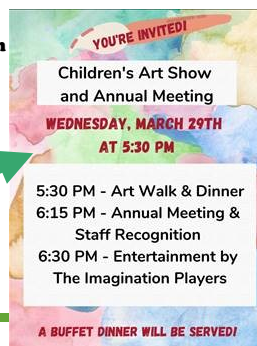 n
YOU'RE INVITED!
Children's Art Show
and Annual Meeting
WEDNESDAY, MARCH 29TH
AT 5:30 PM
5:30 PM - Art Walk & Dinner
6:15 PM - Annual Meeting &
Staff Recognition
6:30 PM - Entertainment by
The Imagination Players
A BUFFET DINNER WILL BE SERVED!